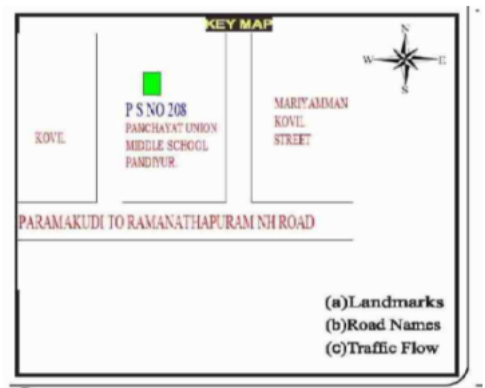 KEY MAP
N
W E
S
P S NO 208
PANCHAYAT UNION
MIDDLE SCHOOL
PANDIYUR.
KOVIL
MARIYAMMAN
KOVIL
STREET
PARAMAKUDI TO RAMANATHAPURAM NH ROAD
(a)Landmarks
(b)Road Names
(c)Traffic Flow